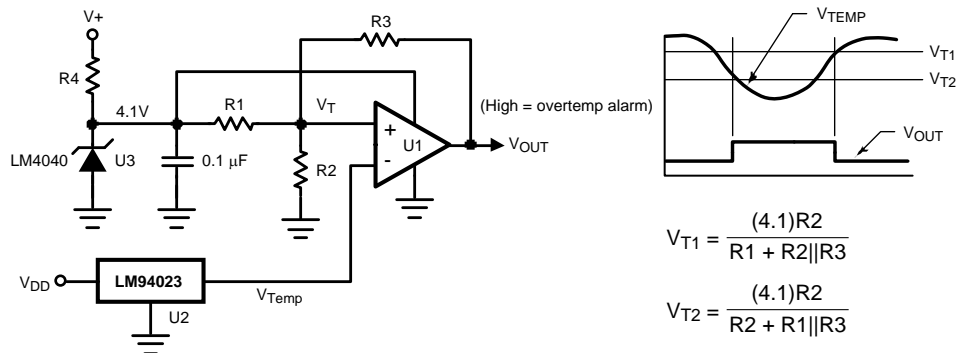 V+
R3
R4
4.1V
R1
VT
(High = overtemp alarm)
+
U1
-
VOUT
LM4040
U3
0.1 μF
R2
VDD
LM94023
VTemp
U2
VTEMP
VT1
VT2
VOUT
VT1 = (4.1)R2
R1 + R2||R3
VT2 = (4.1)R2
R2 + R1||R3